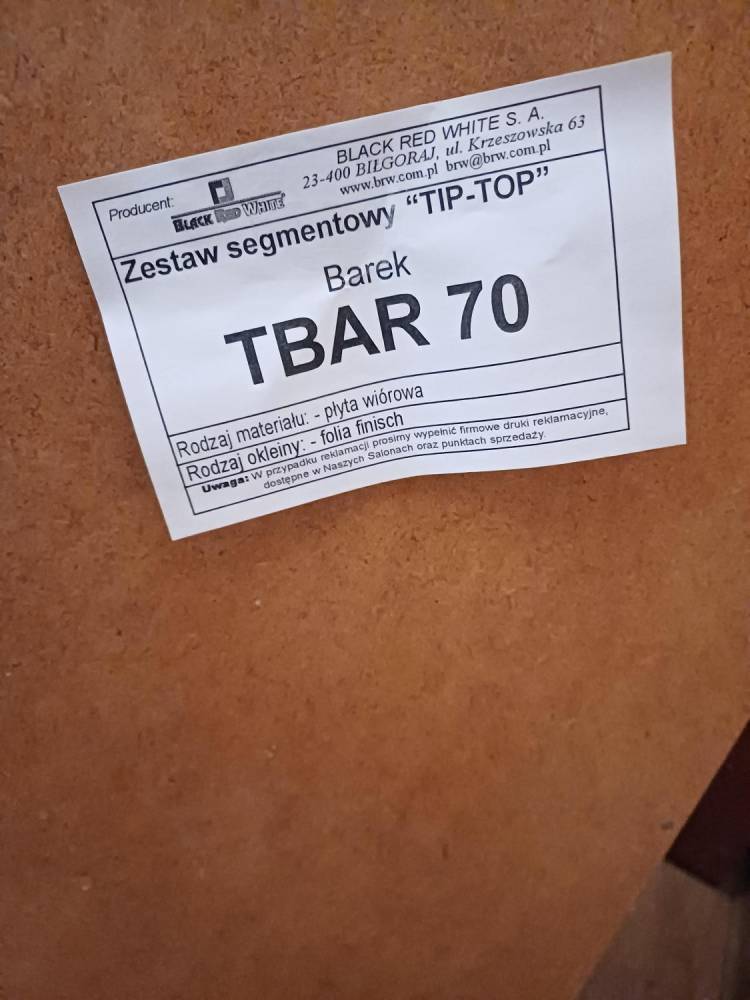 BLACK RED WHITE S. A.
Producent: BLACK RED WHITE 23-400 BIŁGORAJ, ul. Krzeszowska 63
www.brw.com.pl brw@brw.com.pl
Zestaw segmentowy “TIP-TOP”
Barek
TBAR 70
Rodzaj materiału: - płyta wiórowa
Rodzaj okleiny: - folia finisch
Uwaga: W przypadku reklamacji prosimy wypełnić firmowe druki reklamacyjne,
dostępne w Naszych Salonach oraz punktach sprzedaży.